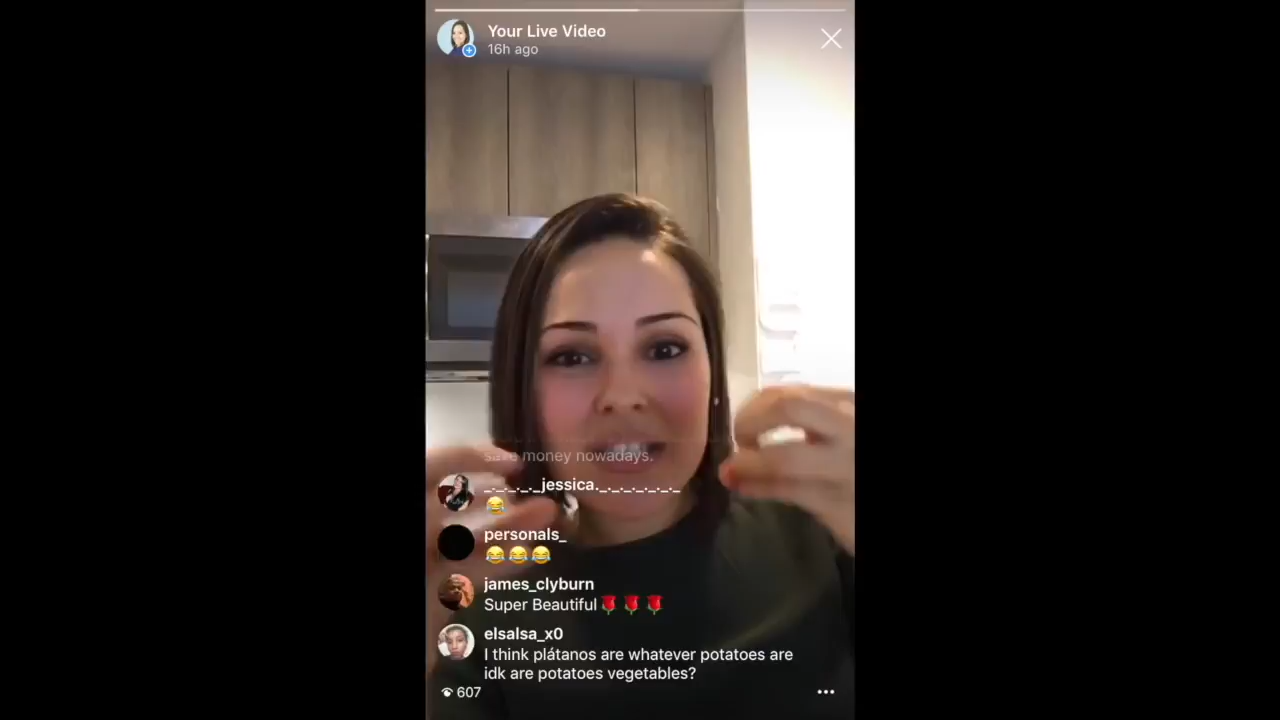 Your Live Video
16h ago
save money nowadays.
_._._._._jessica._._._._._._
😂
personals_
😂😂😂
james_clyburn
Super Beautiful🌹🌹🌹
elsalsa_x0
I think plátanos are whatever potatoes are
idk are potatoes vegetables?
607